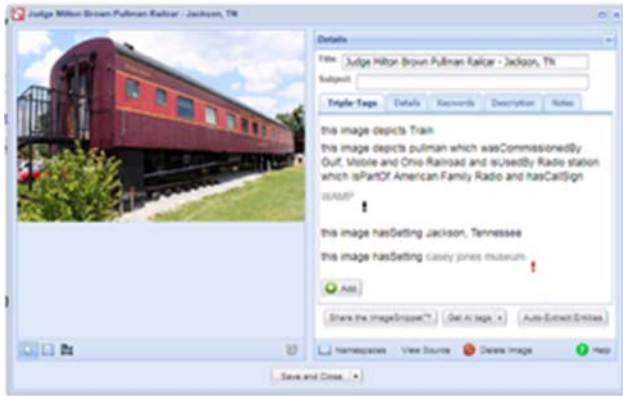 Judge Milton Brown Pullman Railcar - Jackson, TN
Details
Title: Judge Milton Brown Pullman Railcar - Jackson, TN
Subject:
Triple-Tags Details Keywords Description Notes
this image depicts Train
this image depicts pullman which wasCommissionedBy
Gulf, Mobile and Ohio Railroad and isUsedBy Radio station
which isPartOf American Family Radio and hasCallSign
WAMP
!
this image hasSetting Jackson, Tennessee
this image hasSetting casey jones museum
!
Add
Share the ImageSnippet™ Get AI tags Auto-Extract Entities
Namespaces View Source Delete Image Help
Save and Close